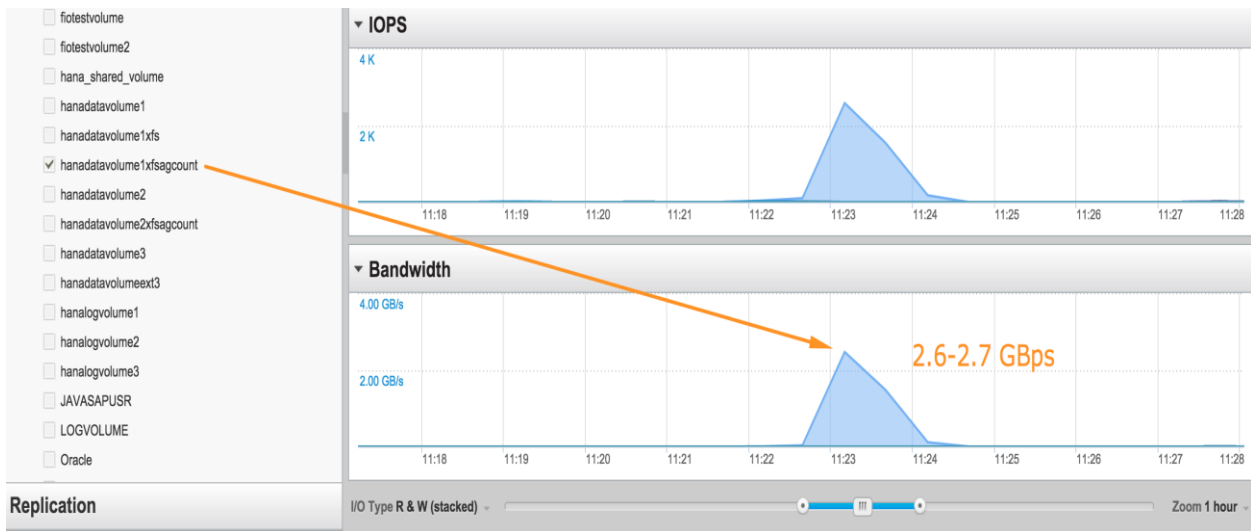 fiotestvolume
fiotestvolume2
hana_shared_volume
hanadatavolume1
hanadatavolume1xfs
hanadatavolume1xfsagcount
hanadatavolume2
hanadatavolume2xfsagcount
hanadatavolume3
hanadatavolumeext3
hanalogvolume1
hanalogvolume2
hanalogvolume3
JAVASAPUSR
LOGVOLUME
Oracle
Replication
IOPS
4 K
2 K
11:18 11:19 11:20 11:21 11:22 11:23 11:24 11:25 11:26 11:27 11:28
Bandwidth
4.00 GB/s
2.6-2.7 GBps
2.00 GB/s
11:18 11:19 11:20 11:21 11:22 11:23 11:24 11:25 11:26 11:27 11:28
I/O Type R & W (stacked) Zoom 1 hour